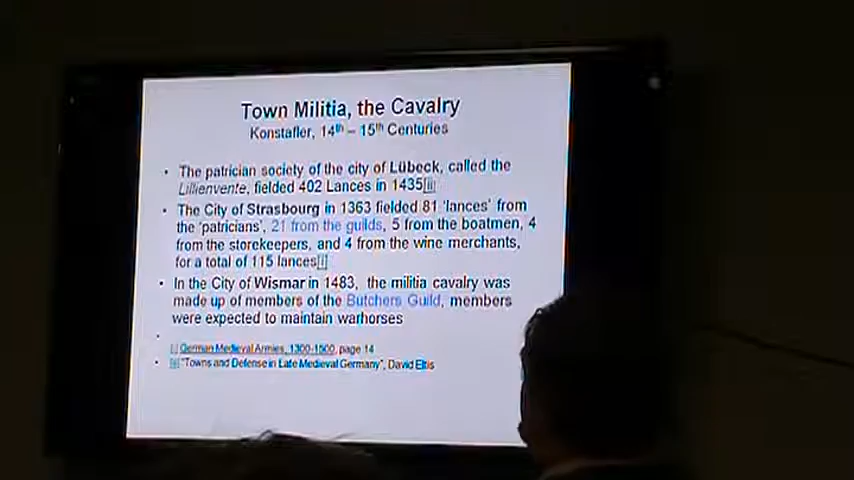 Town Militia, the Cavalry
Konstafler, 14th – 15th Centuries
• The patrician society of the city of Lübeck, called the
Lillienvente, fielded 402 Lances in 1435[ii]
• The City of Strasbourg in 1363 fielded 81 'lances' from
the 'patricians', 21 from the guilds, 5 from the boatmen, 4
from the storekeepers, and 4 from the wine merchants,
for a total of 115 lances[i]
• In the City of Wismar in 1483, the militia cavalry was
made up of members of the Butchers Guild, members
were expected to maintain warhorses
•
[i] German Medieval Armies, 1300-1500, page 14
• [ii] "Towns and Defense in Late Medieval Germany", David Eltis